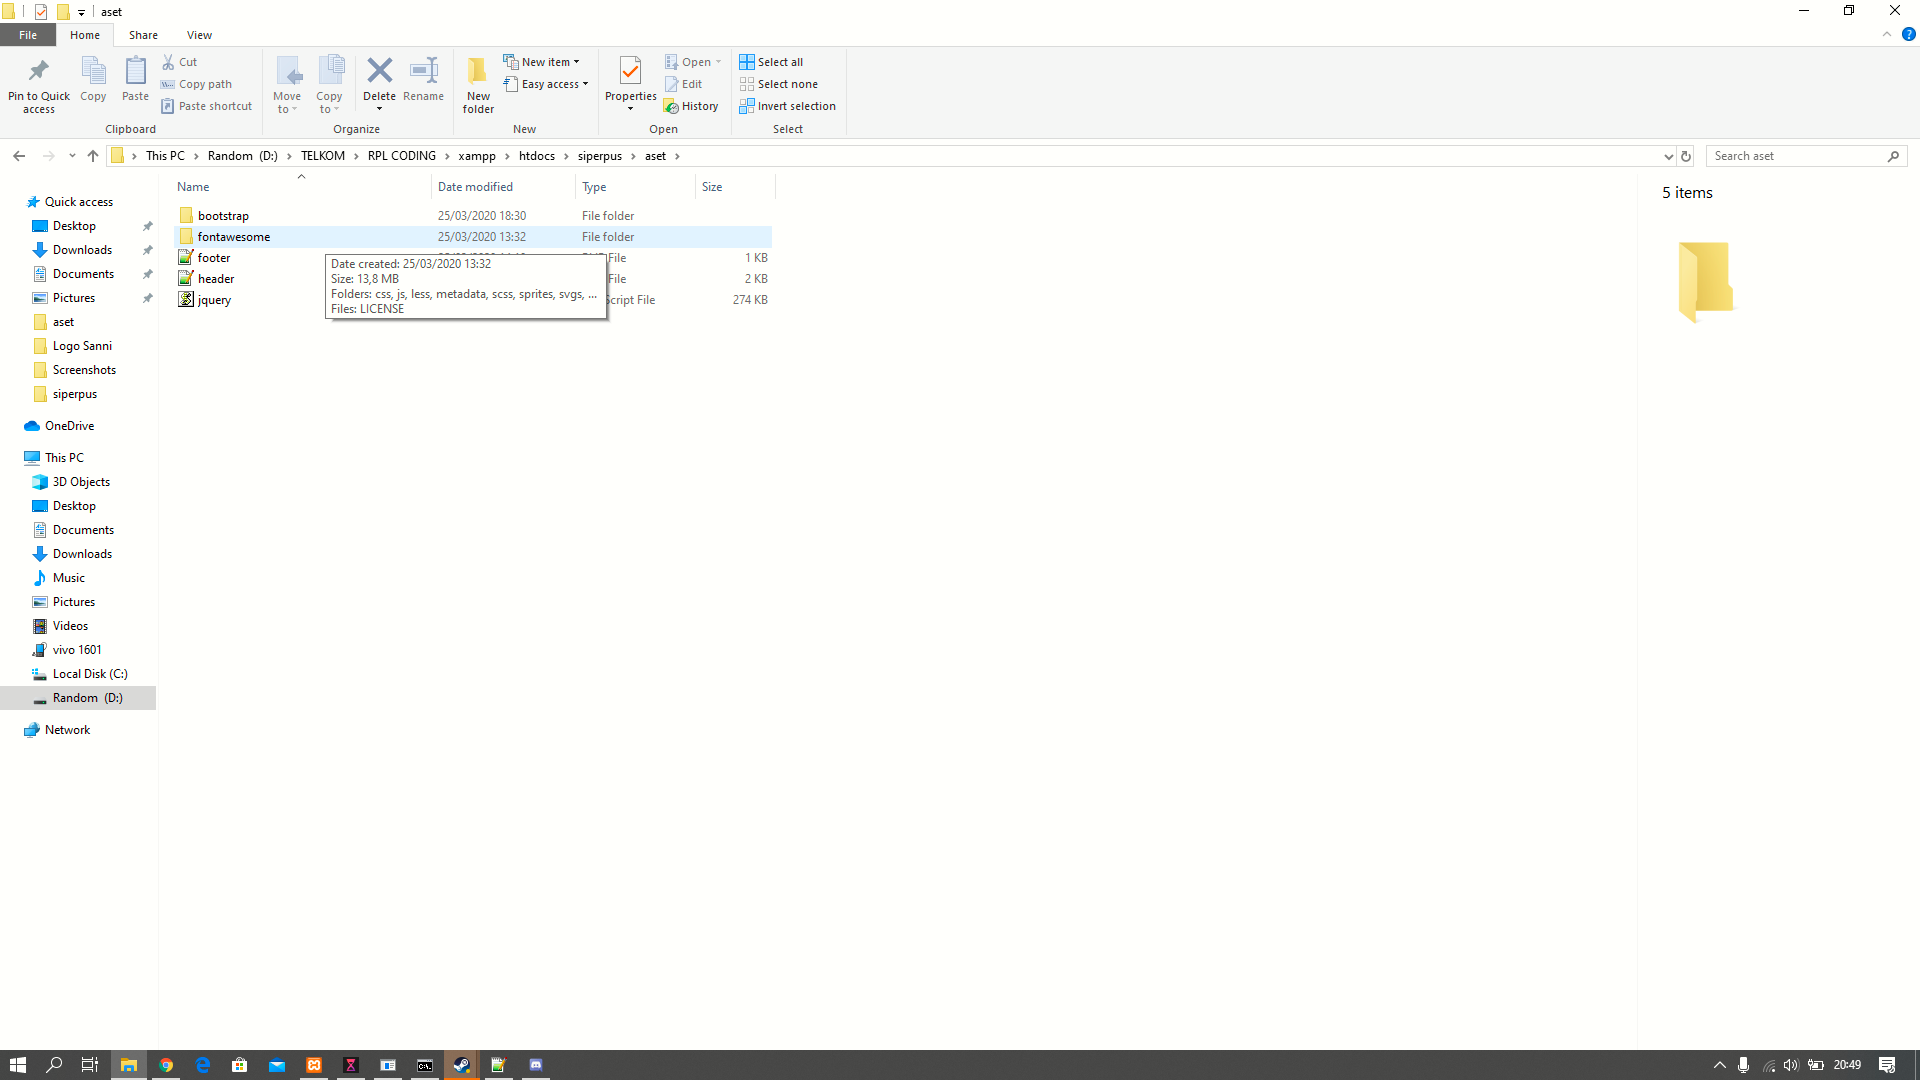 aset
File Home Share View
Pin to Quick access
Copy
Paste
Cut
Copy path
Paste shortcut
Clipboard
Move to
Copy to
Delete
Rename
Organize
New folder
New item
Easy access
New
Properties
Open
Edit
History
Open
Select all
Select none
Invert selection
Select
This PC > Random (D:) > TELKOM > RPL CODING > xampp > htdocs > siperpus > aset >
Search aset
Name Date modified Type Size
bootstrap 25/03/2020 18:30 File folder
fontawesome 25/03/2020 13:32 File folder
footer File 1 KB
header File 2 KB
jquery Script File 274 KB
Date created: 25/03/2020 13:32
Size: 13,8 MB
Folders: css, js, less, metadata, scss, sprites, svgs, ...
Files: LICENSE
5 items
Quick access
Desktop
Downloads
Documents
Pictures
aset
Logo Sanni
Screenshots
siperpus
OneDrive
This PC
3D Objects
Desktop
Documents
Downloads
Music
Pictures
Videos
vivo 1601
Local Disk (C:)
Random (D:)
Network
20:49